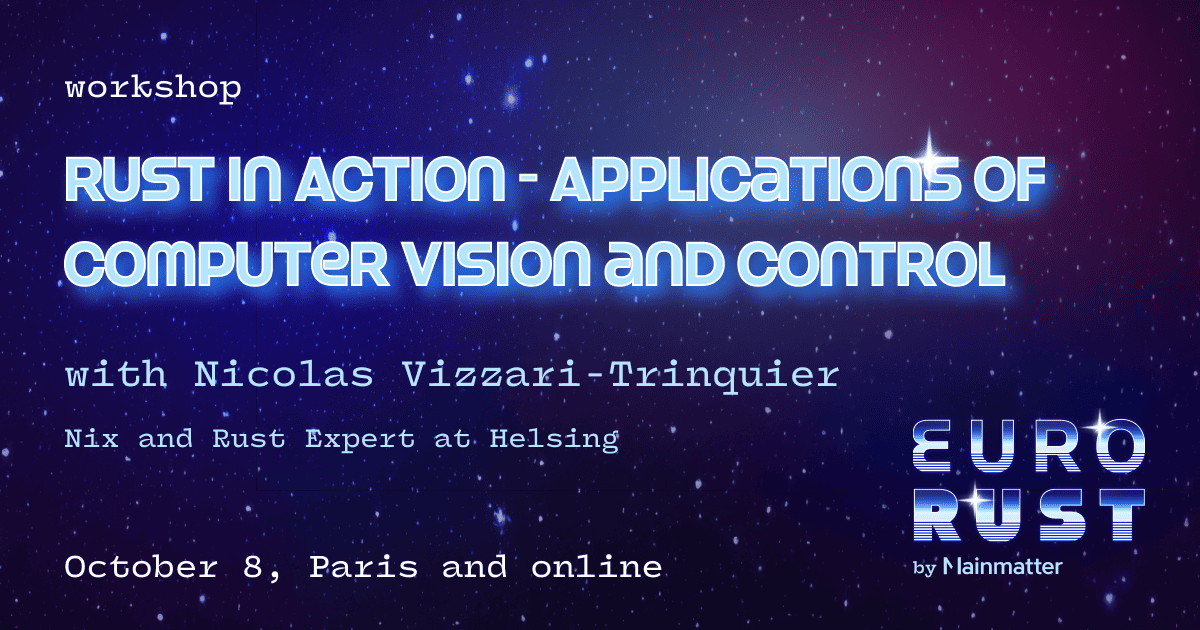 workshop
RUST IN ACTION - APPLICATIONS OF
COMPUTER VISION AND CONTROL
with Nicolas Vizzari-Trinquier
Nix and Rust Expert at Helsing
EURO
RUST
by Mainmatter
October 8, Paris and online